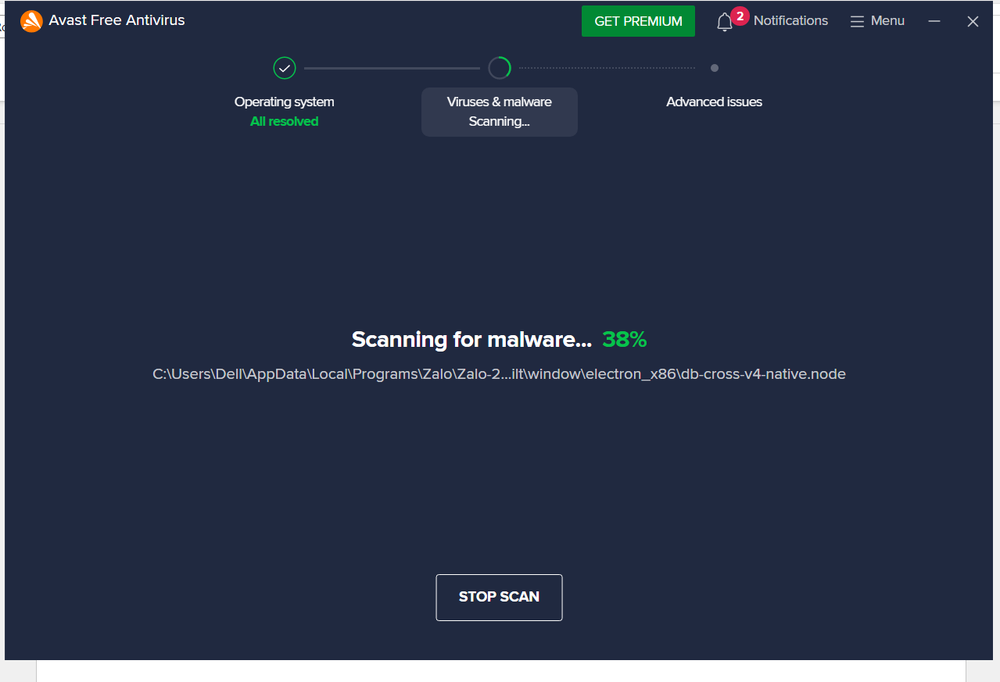 Avast Free Antivirus
GET PREMIUM
2
Notifications
Menu
Operating system
All resolved
Viruses & malware
Scanning...
Advanced issues
Scanning for malware... 38%
C:\Users\Dell\AppData\Local\Programs\Zalo\Zalo-2...ilt\window\electron_x86\db-cross-v4-native.node
STOP SCAN